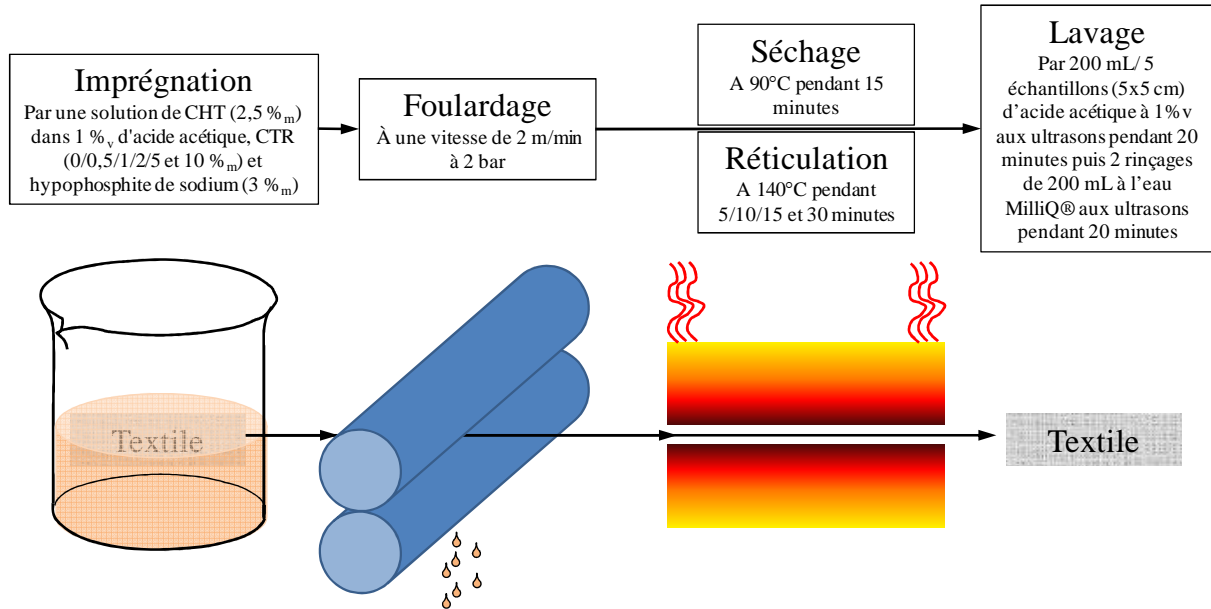 Imprégnation
Par une solution de CHT (2,5 %m)
dans 1 %v d'acide acétique, CTR
(0/0,5/1/2/5 et 10 %m) et
hypophosphite de sodium (3 %m)
Foulardage
À une vitesse de 2 m/min
à 2 bar
Séchage
A 90°C pendant 15
minutes
Réticulation
A 140°C pendant
5/10/15 et 30 minutes
Lavage
Par 200 mL/ 5
échantillons (5x5 cm)
d'acide acétique à 1%v
aux ultrasons pendant 20
minutes puis 2 rinçages
de 200 mL à l'eau
MilliQ® aux ultrasons
pendant 20 minutes
Textile
Textile